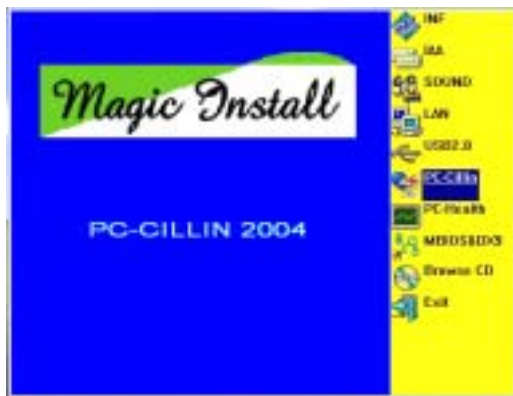 Magic Install
PC-CILLIN 2004
INF
IAA
SOUND
LAN
USB2.0
PC-Cillin
PC-Health
Browse CD
Exit